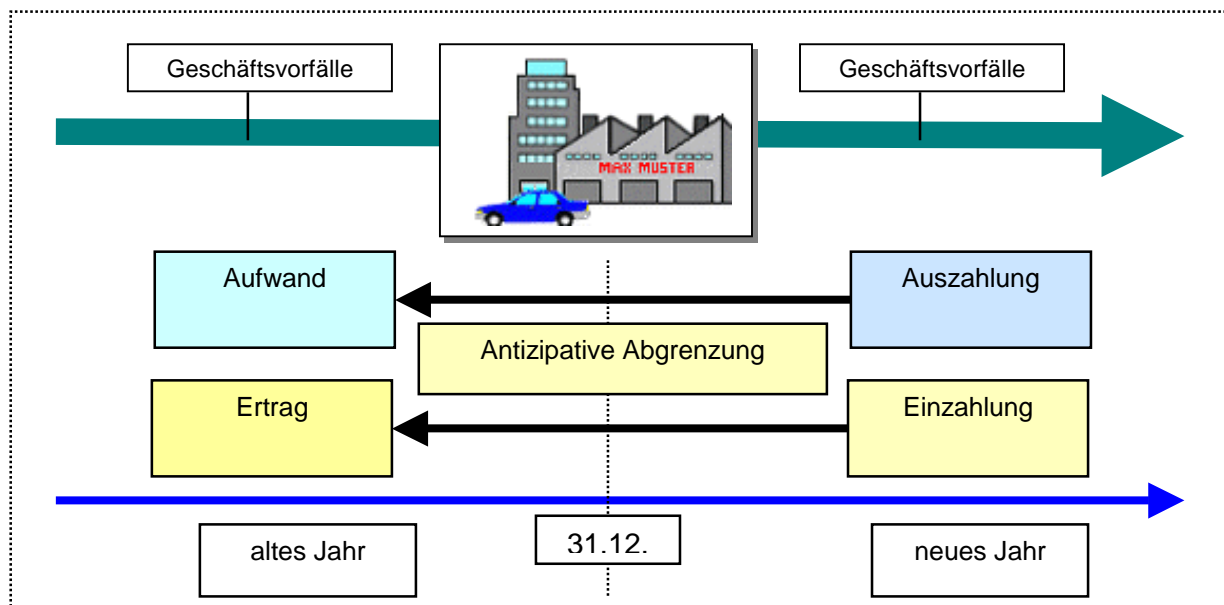 Geschäftsvorfälle
Geschäftsvorfälle
MAX MUSTER
Aufwand
Auszahlung
Antizipative Abgrenzung
Ertrag
Einzahlung
altes Jahr
31.12.
neues Jahr